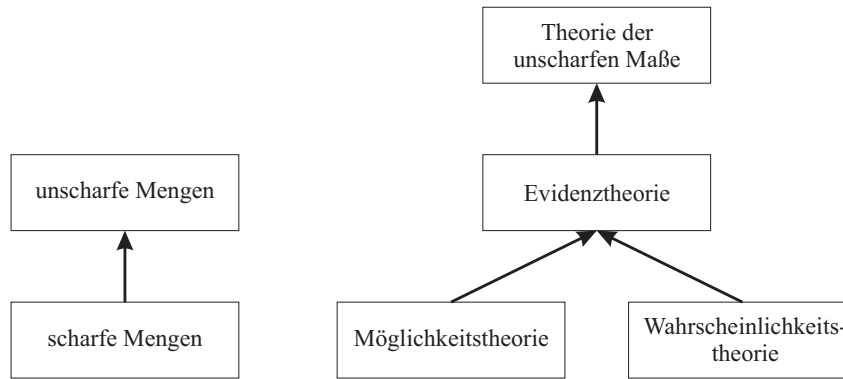 Theorie der
unscharfen Maße
unscharfe Mengen
Evidenztheorie
scharfe Mengen
Möglichkeitstheorie
Wahrscheinlichkeits-
theorie